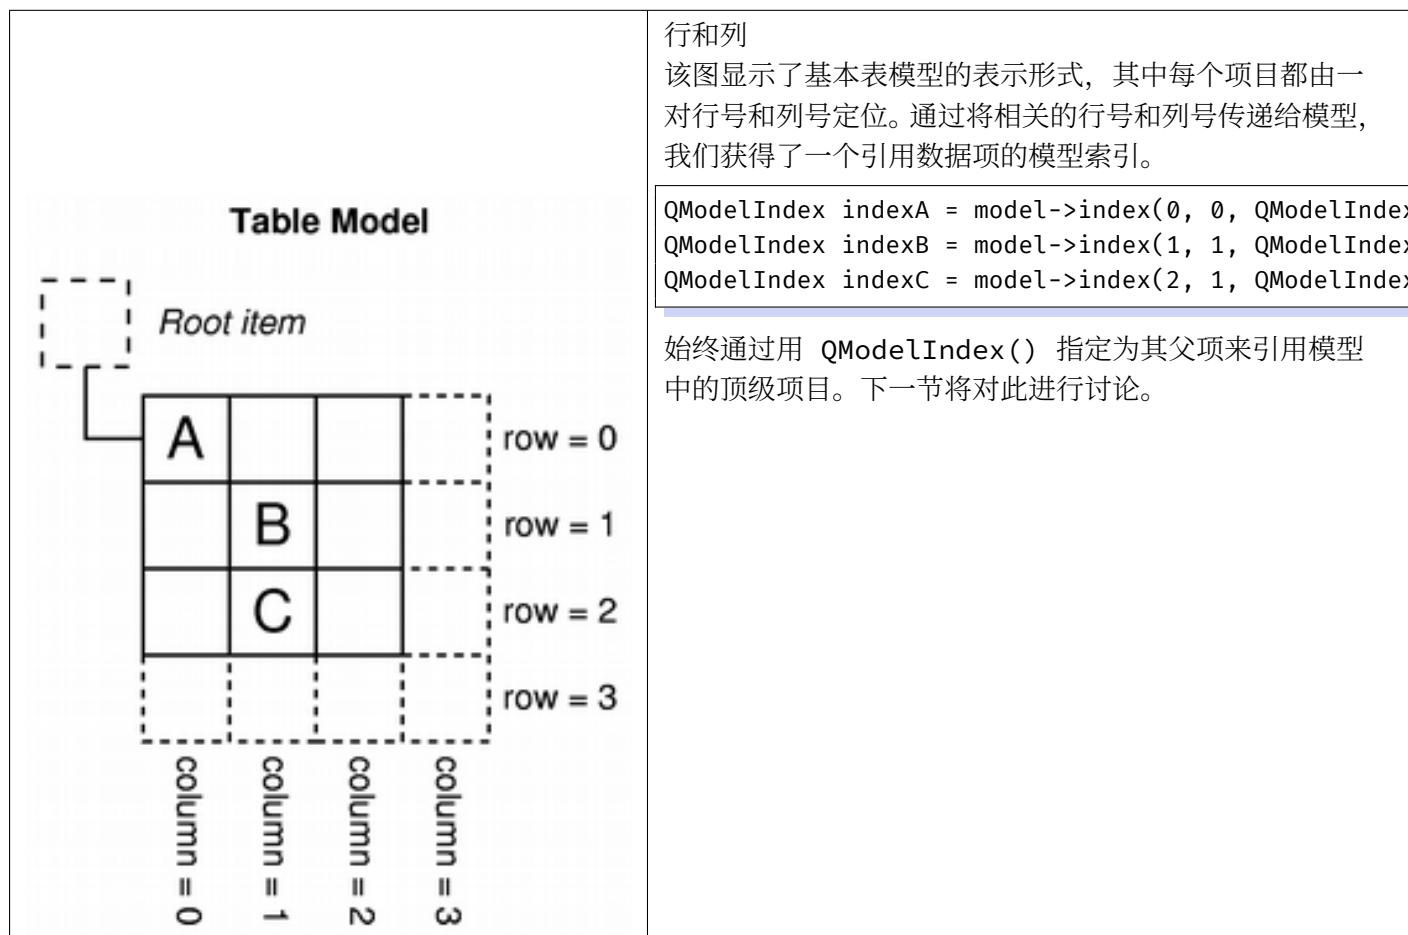 Table Model
Root item
A
row = 0
B
row = 1
C
row = 2
row = 3
column = 0
column = 1
column = 2
column = 3
行和列
该图显示了基本表模型的表示形式，其中每个项目都由一
对行号和列号定位。通过将相关的行号和列号传递给模型，
我们获得了一个引用数据项的模型索引。
QModelIndex indexA = model->index(0, 0, QModelIndex
QModelIndex indexB = model->index(1, 1, QModelIndex
QModelIndex indexC = model->index(2, 1, QModelIndex
始终通过用 QModelIndex() 指定为其父项来引用模型
中的顶级项目。下一节将对此进行讨论。